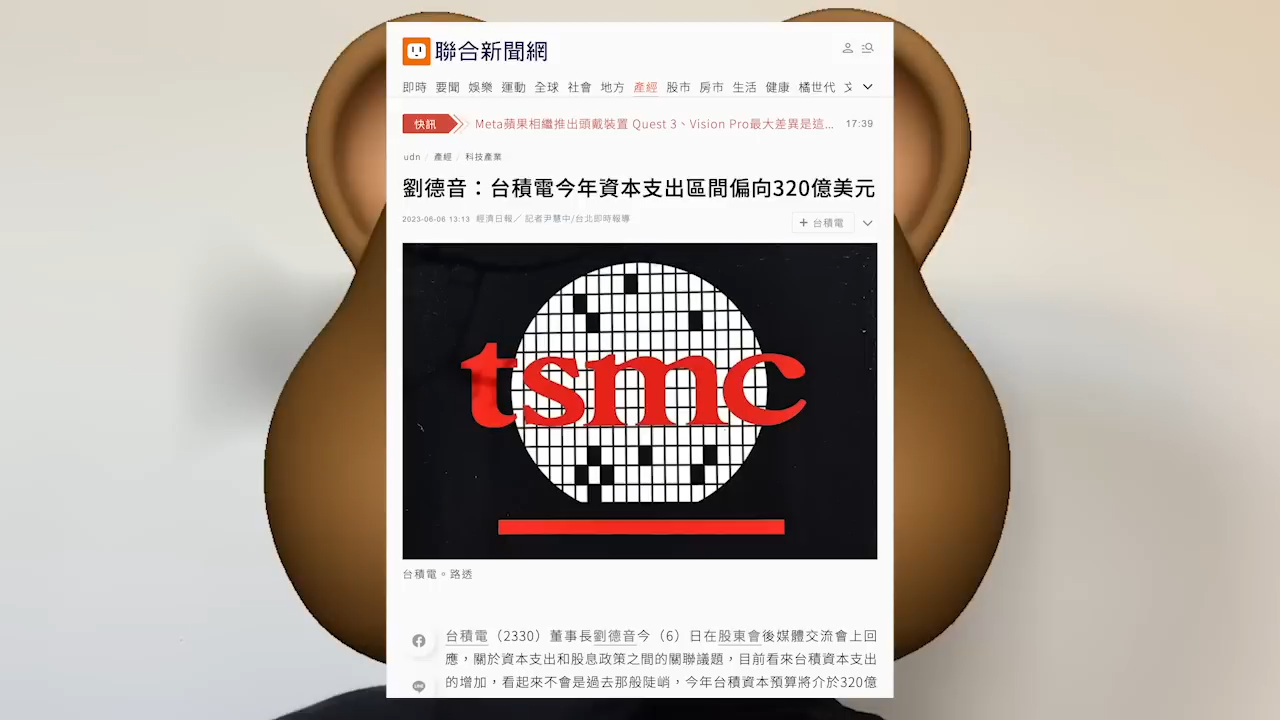 聯合新聞網
即時 要聞 娛樂 運動 全球 社會 地方 產經 股市 房市 生活 健康 橘世代
快訊 Meta蘋果相繼推出頭戴裝置 Quest 3、Vision Pro最大差異是這... 17:39
udn / 產經 / 科技產業
劉德音：台積電今年資本支出區間偏向320億美元
2023-06-06 13:13 經濟日報／ 記者尹慧中/台北即時報導
+ 台積電
tsmc
台積電。路透
台積電（2330）董事長劉德音今（6）日在股東會後媒體交流會上回
應，關於資本支出和股息政策之間的關聯議題，目前看來台積資本支出
的增加，看起來不會是過去那般陡峭，今年台積資本預算將介於320億